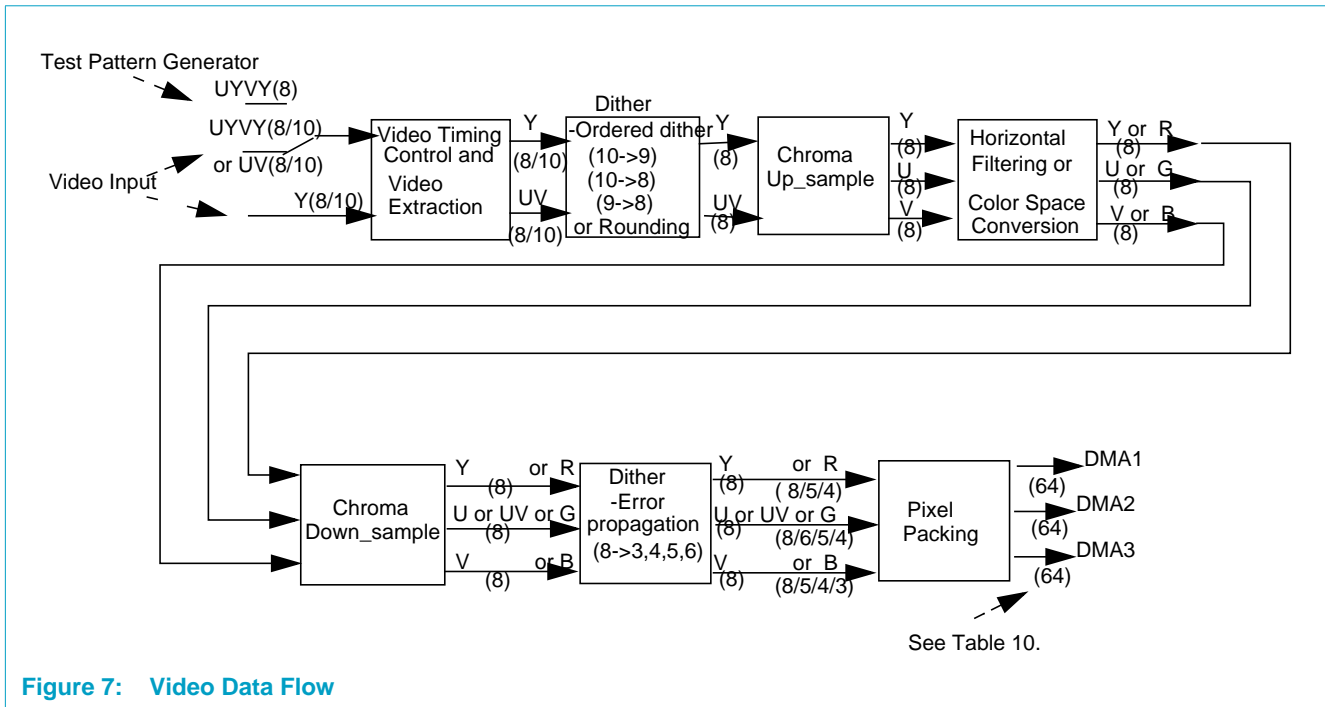 Test Pattern Generator
UYVY(8)
UYVY(8/10)
or UV(8/10)
Video Input
Y(8/10)
Video Timing
Control and
Video
Extraction
Y
(8/10)
UV
(8/10)
Dither
-Ordered dither
(10->9)
(10->8)
(9->8)
or Rounding
Y
(8)
UV
(8)
Chroma
Up_sample
Y
(8)
U
(8)
V
(8)
Horizontal
Filtering or
Color Space
Conversion
Y or R
(8)
U or G
(8)
V or B
(8)
Chroma
Down_sample
Y or R
(8)
U or UV or G
(8)
V or B
(8)
Dither
-Error
propagation
(8->3,4,5,6)
Y or R
(8) ( 8/5/4)
U or UV or G
(8) (8/6/5/4)
V or B
(8) (8/5/4/3)
Pixel
Packing
DMA1
(64)
DMA2
(64)
DMA3
(64)
See Table 10.
Figure 7: Video Data Flow